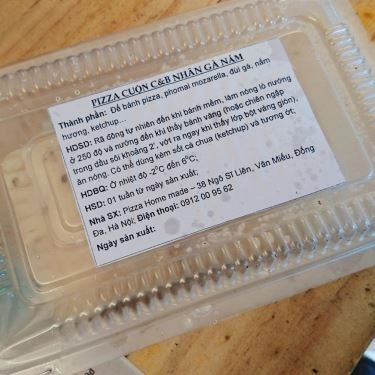 PIZZA CUỘN C&B NHÂN GÀ NẤM
Thành phần: Đế bánh pizza, phomai mozarella, đùi gà, nấm
hương, ketchup....
HDSD: Rã đông tự nhiên đến khi bánh mềm, làm nóng lò nướng
ở 250 độ và nướng đến khi thấy bánh vàng (hoặc chiên ngập
trong dầu sôi khoảng 2', vớt ra ngay khi thấy lớp bột vàng giòn),
ăn nóng. Có thể dùng kèm sốt cà chua (ketchup) và tương ớt;
HDBQ: Ở nhiệt độ -2⁰C đến 6⁰C;
HSD: 01 tuần từ ngày sản xuất;
Nhà SX: Pizza Home made – 38 Ngô Sĩ Liên, Văn Miếu, Đống
Đa, Hà Nội; Điện thoại: 0912 00 95 62
Ngày sản xuất: